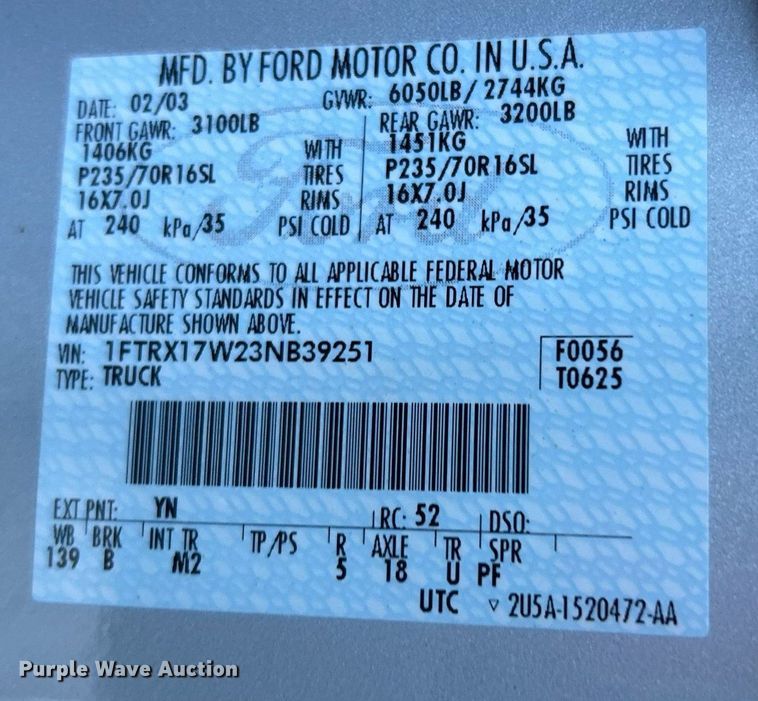 MFD. BY FORD MOTOR CO. IN U.S.A.
DATE: 02/03 GVWR: 6050LB/ 2744KG
FRONT GAWR: 3100LB REAR GAWR: 3200LB
1406KG WITH 1451KG WITH
P235/70R16SL TIRES P235/70R16SL TIRES
16X7.0J RIMS 16X7.0J RIMS
AT 240 kPa/35 PSI COLD AT 240 kPa/35 PSI COLD
THIS VEHICLE CONFORMS TO ALL APPLICABLE FEDERAL MOTOR
VEHICLE SAFETY STANDARDS IN EFFECT ON THE DATE OF
MANUFACTURE SHOWN ABOVE.
VIN: 1FTRX17W23NB39251 F0056
TYPE: TRUCK T0625
EXT PNT: YN RC: 52 DSO:
WB BRK INT TR TP/PS R AXLE TR SPR
139 B M2 5 18 U PF
UTC ▽ 2U5A-1520472-AA
Ford
Purple Wave Auction